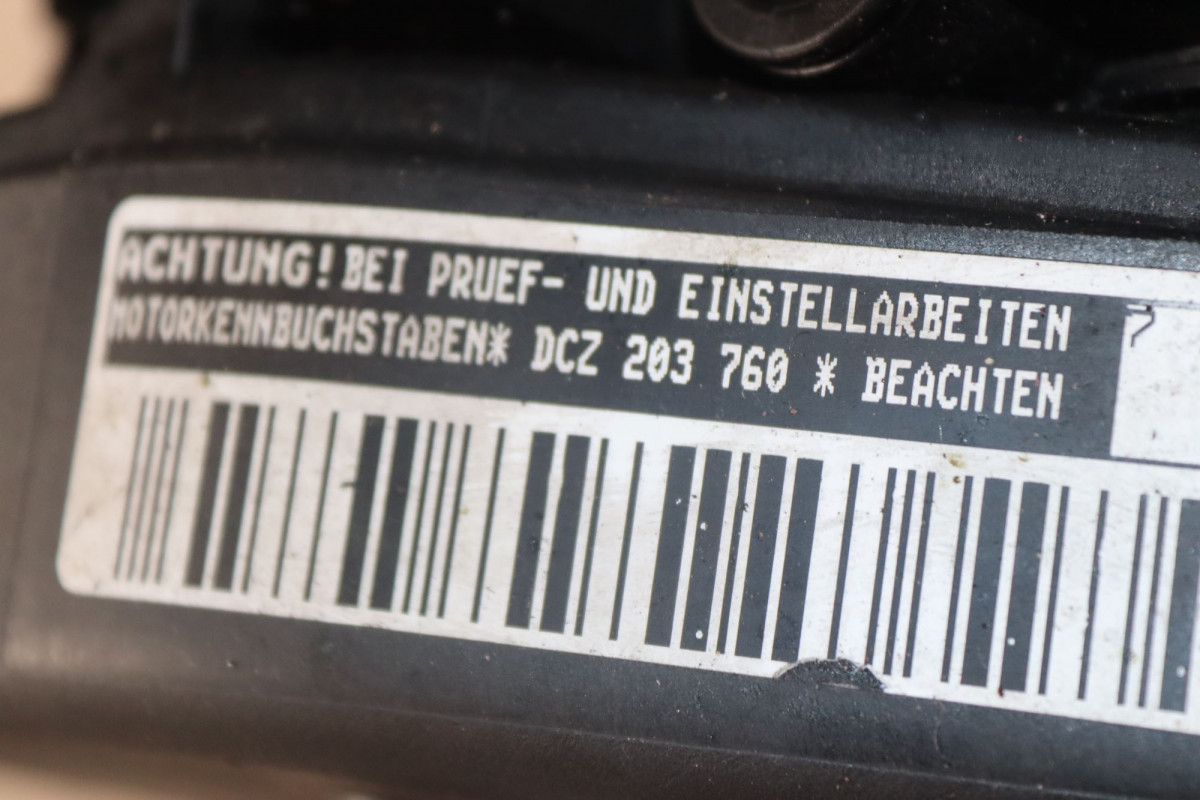 ACHTUNG! BEI PRUEF- UND EINSTELLARBEITEN
MOTORKENNBUCHSTABEN* DCZ 203 760 * BEACHTEN